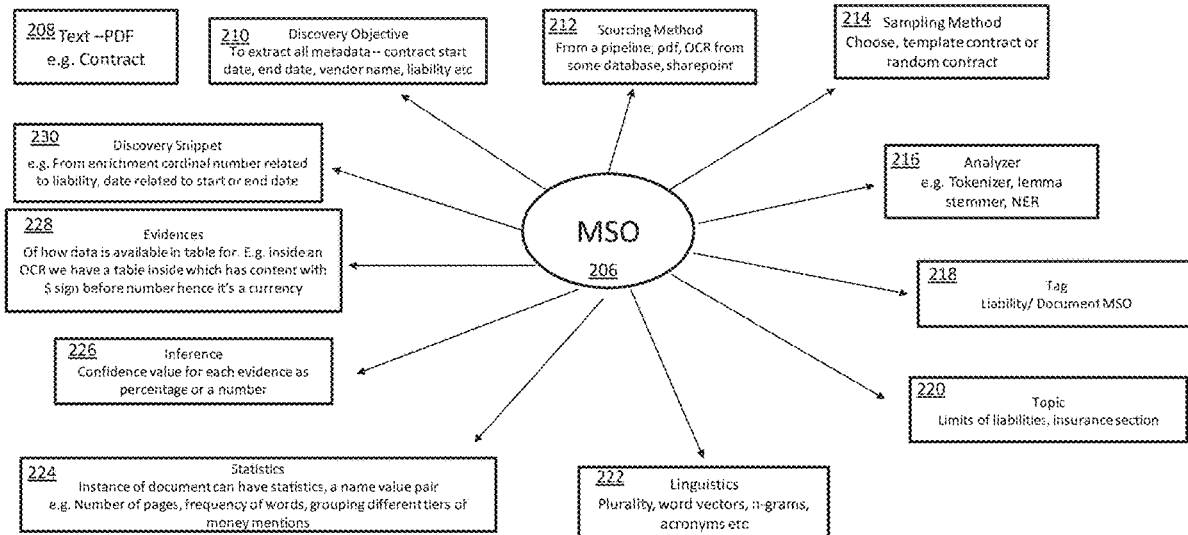 208 Text --PDF
e.g. Contract
210 Discovery Objective
To extract all metadata -- contract start
date, end date, vendor name, liability etc
212 Sourcing Method
From a pipeline, pdf, OCR from
some database, sharepoint
214 Sampling Method
Choose, template contract or
random contract
230 Discovery Snippet
e.g. From enrichment cardinal number related
to liability, date related to start or end date
216 Analyzer
e.g. Tokenizer, lemma
stemmer, NER
228 Evidences
Of how data is available in table for. E.g. inside an
OCR we have a table inside which has content with
$ sign before number hence it's a currency
MSO
206
218 Tag
Liability/ Document MSO
226 Inference
Confidence value for each evidence as
percentage or a number
220 Topic
Limits of liabilities, insurance section
224 Statistics
Instance of document can have statistics, a name value pair
e.g. Number of pages, frequency of words, grouping different tiers of
money mentions
222 Linguistics
Plurality, word vectors, n-grams,
acronyms etc